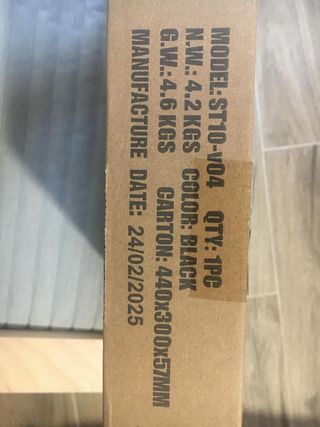 MODEL:ST10-v04 QTY: 1PC
N.W.:4.2 KGS COLOR: BLACK
G.W.:4.6 KGS CARTON: 440x300x57MM
MANUFACTURE DATE: 24/02/2025